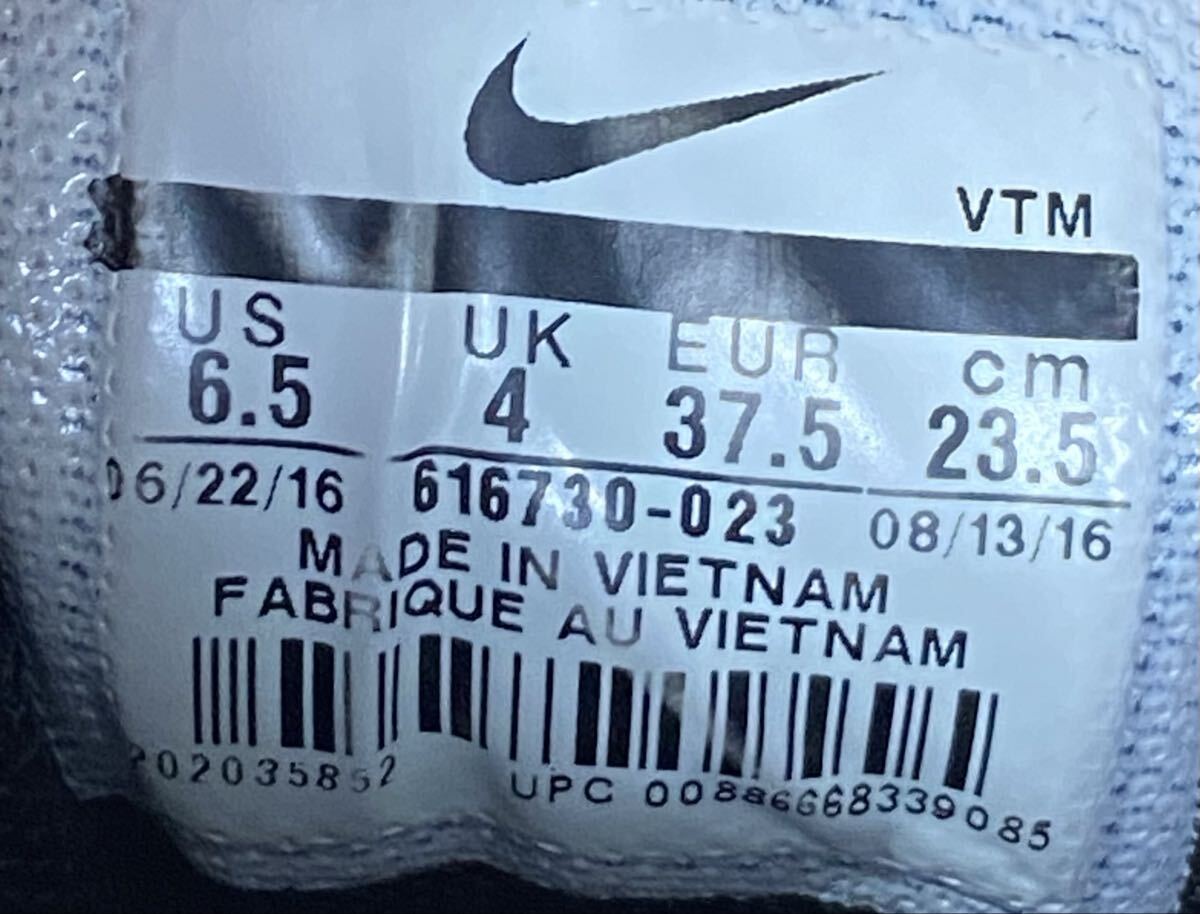 VTM
US UK EUR cm
6.5 4 37.5 23.5
06/22/16 616730-023 08/13/16
MADE IN VIETNAM
FABRIQUE AU VIETNAM
UPC 00886668339085